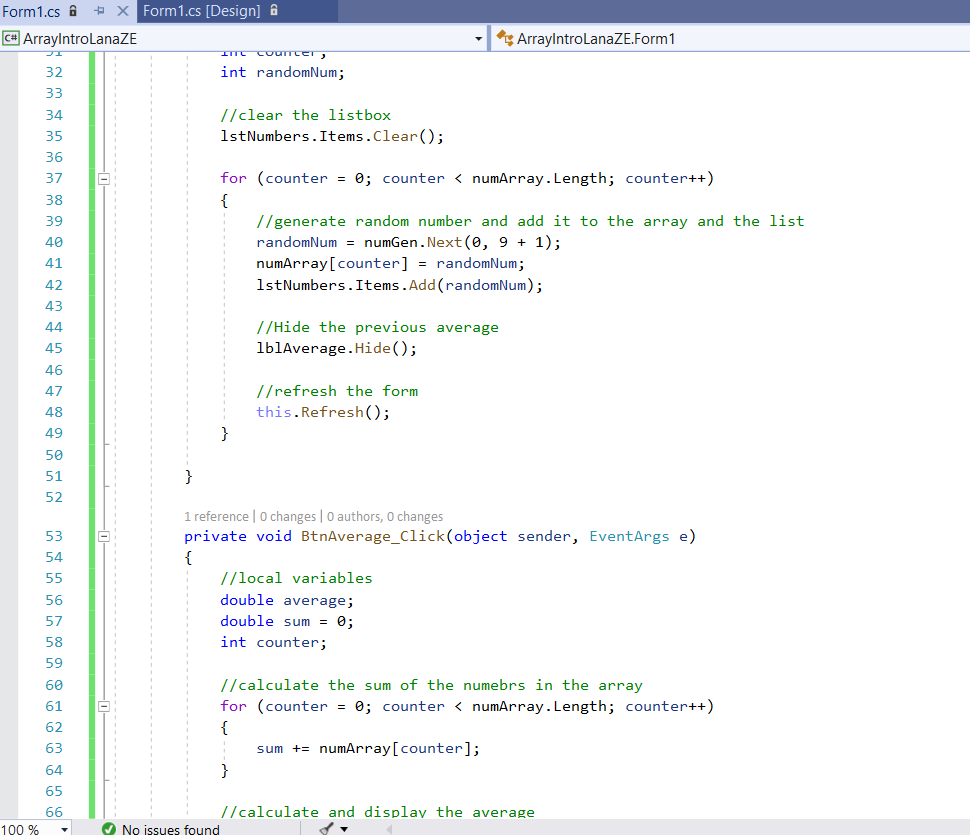 Form1.cs Form1.cs [Design]
C# ArrayIntroLanaZE ArrayIntroLanaZE.Form1
31 int counter;
32 int randomNum;
33
34 //clear the listbox
35 lstNumbers.Items.Clear();
36
37 for (counter = 0; counter < numArray.Length; counter++)
38 {
39 //generate random number and add it to the array and the list
40 randomNum = numGen.Next(0, 9 + 1);
41 numArray[counter] = randomNum;
42 lstNumbers.Items.Add(randomNum);
43
44 //Hide the previous average
45 lblAverage.Hide();
46
47 //refresh the form
48 this.Refresh();
49 }
50
51 }
52
1 reference | 0 changes | 0 authors, 0 changes
53 private void BtnAverage_Click(object sender, EventArgs e)
54 {
55 //local variables
56 double average;
57 double sum = 0;
58 int counter;
59
60 //calculate the sum of the numebrs in the array
61 for (counter = 0; counter < numArray.Length; counter++)
62 {
63 sum += numArray[counter];
64 }
65
66 //calculate and display the average
100 % No issues found